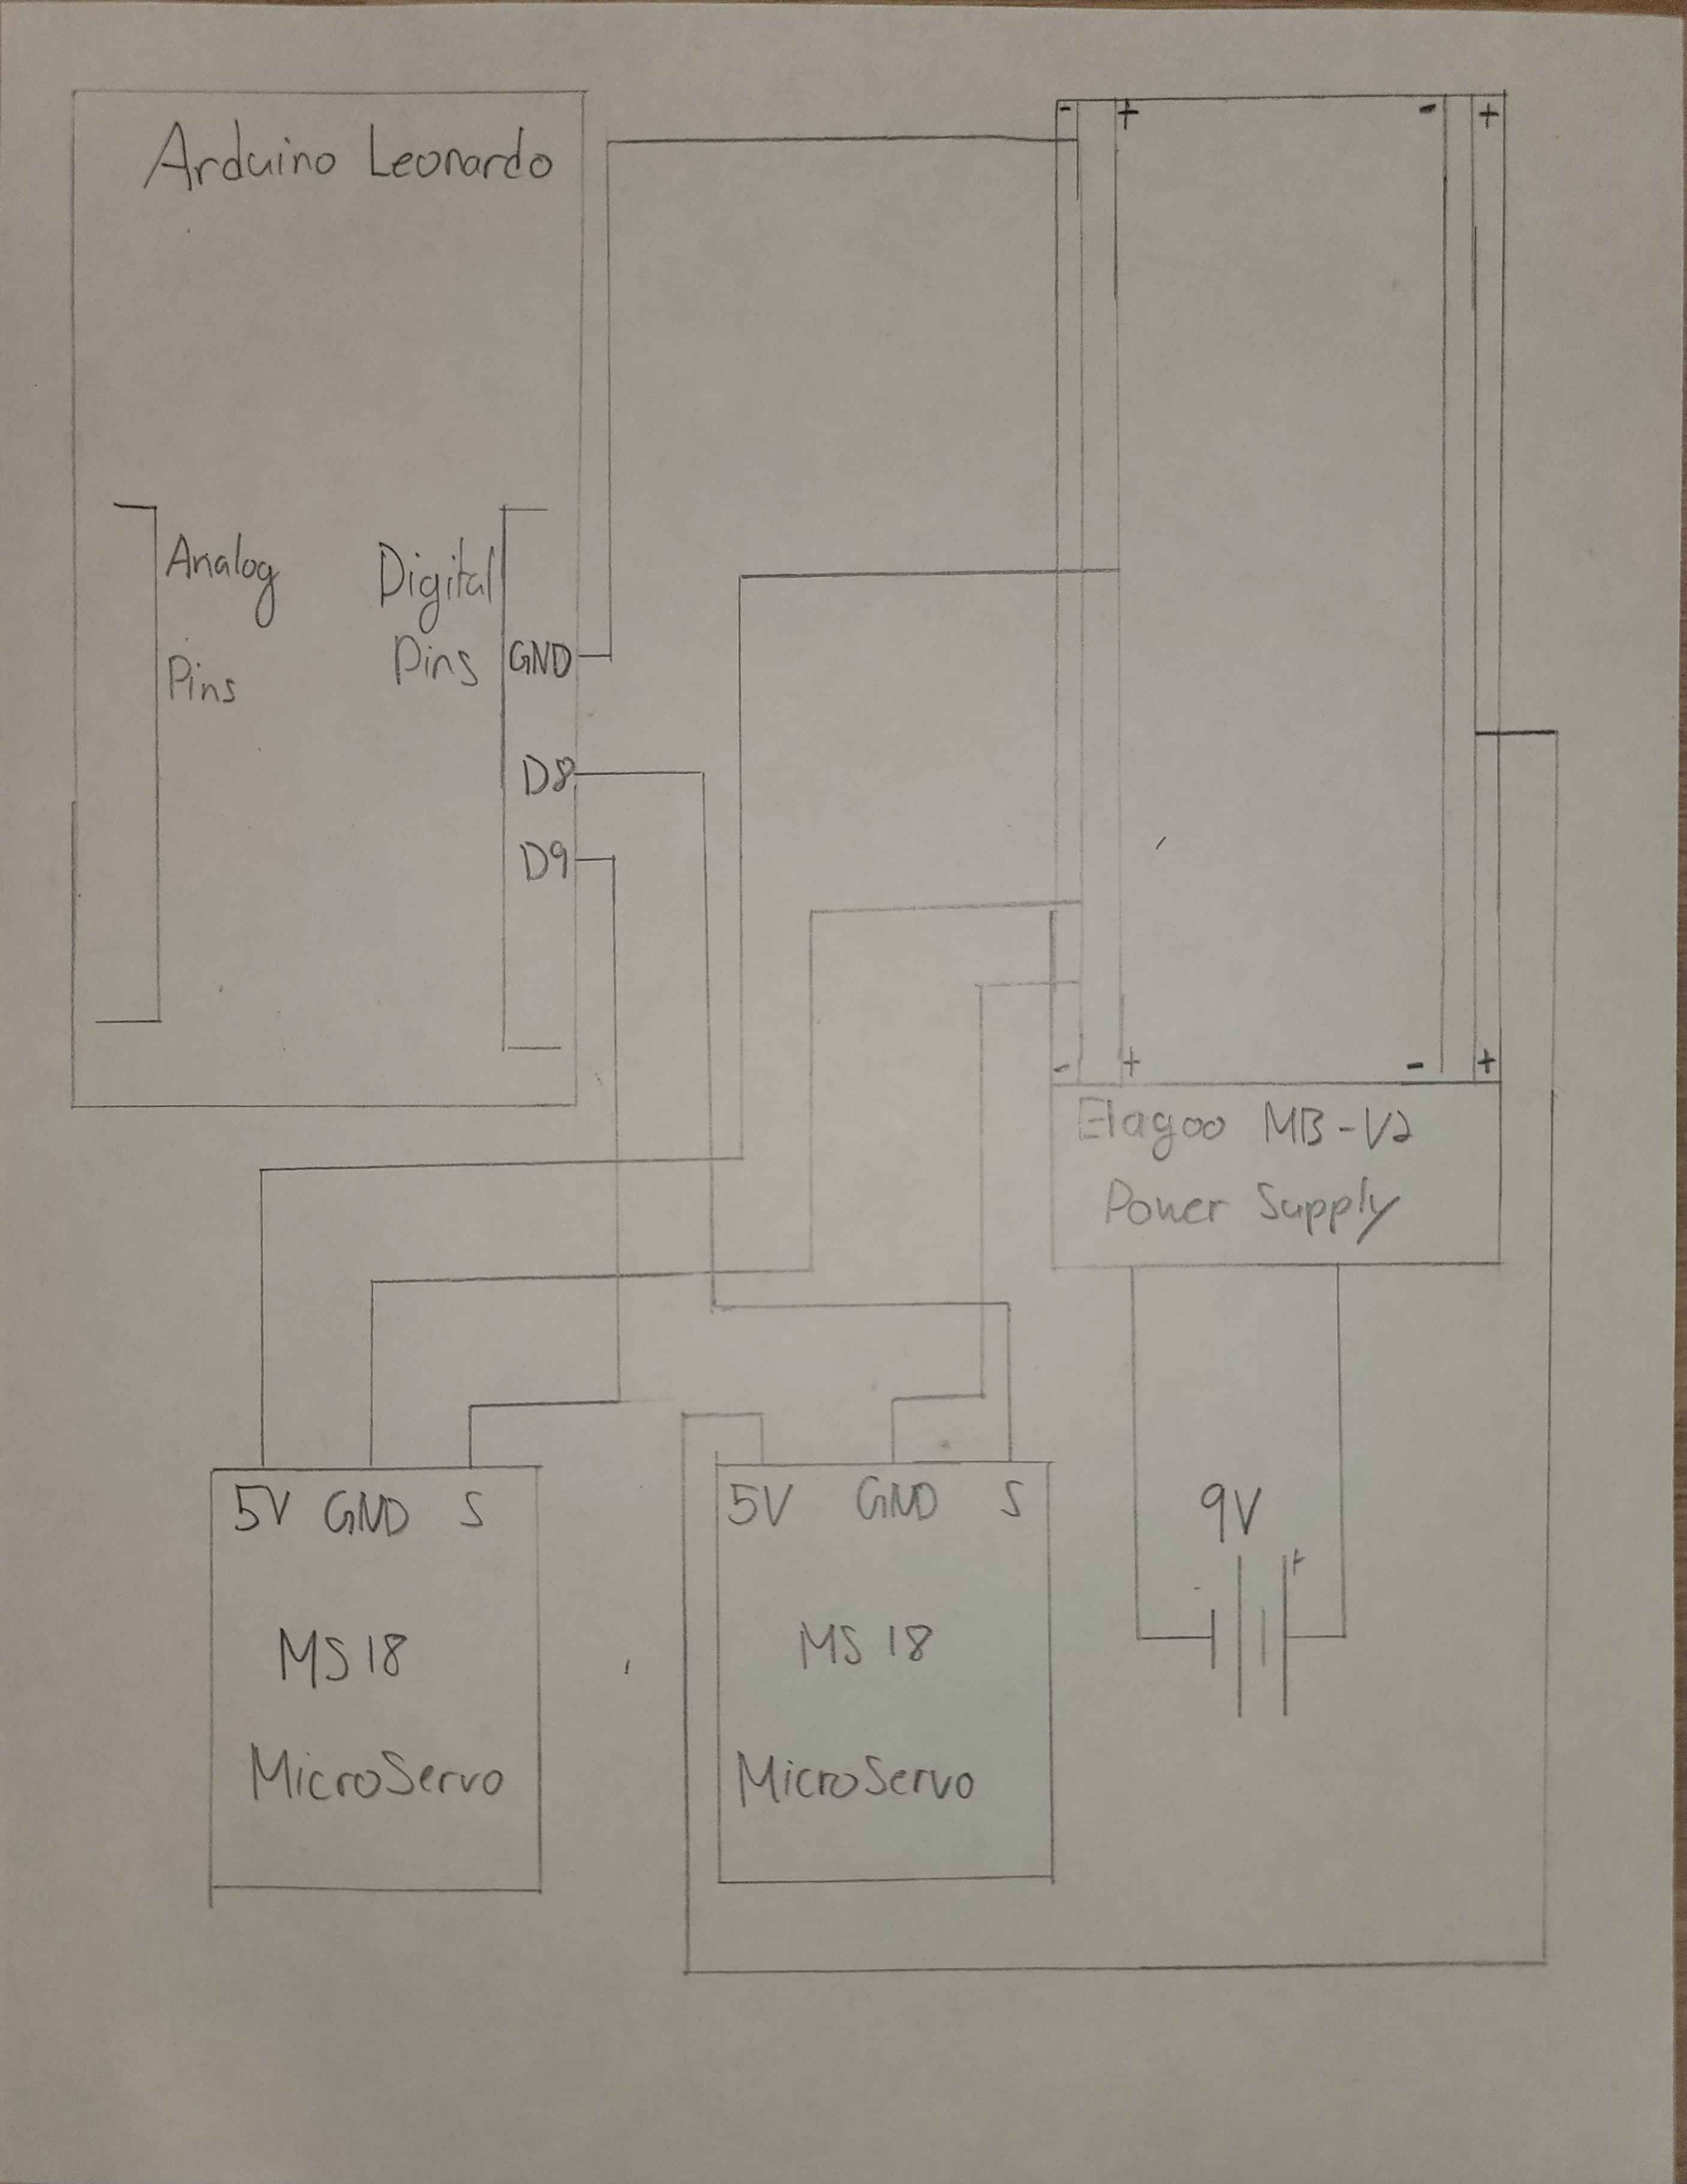 Arduino Leonardo
- + - +
Analog
Pins
Digital
Pins
GND
D8
D9
- + - +
Elagoo MB-V2
Power Supply
5V GND S
MS 18
MicroServo
5V GND S
MS 18
MicroServo
9V
- +